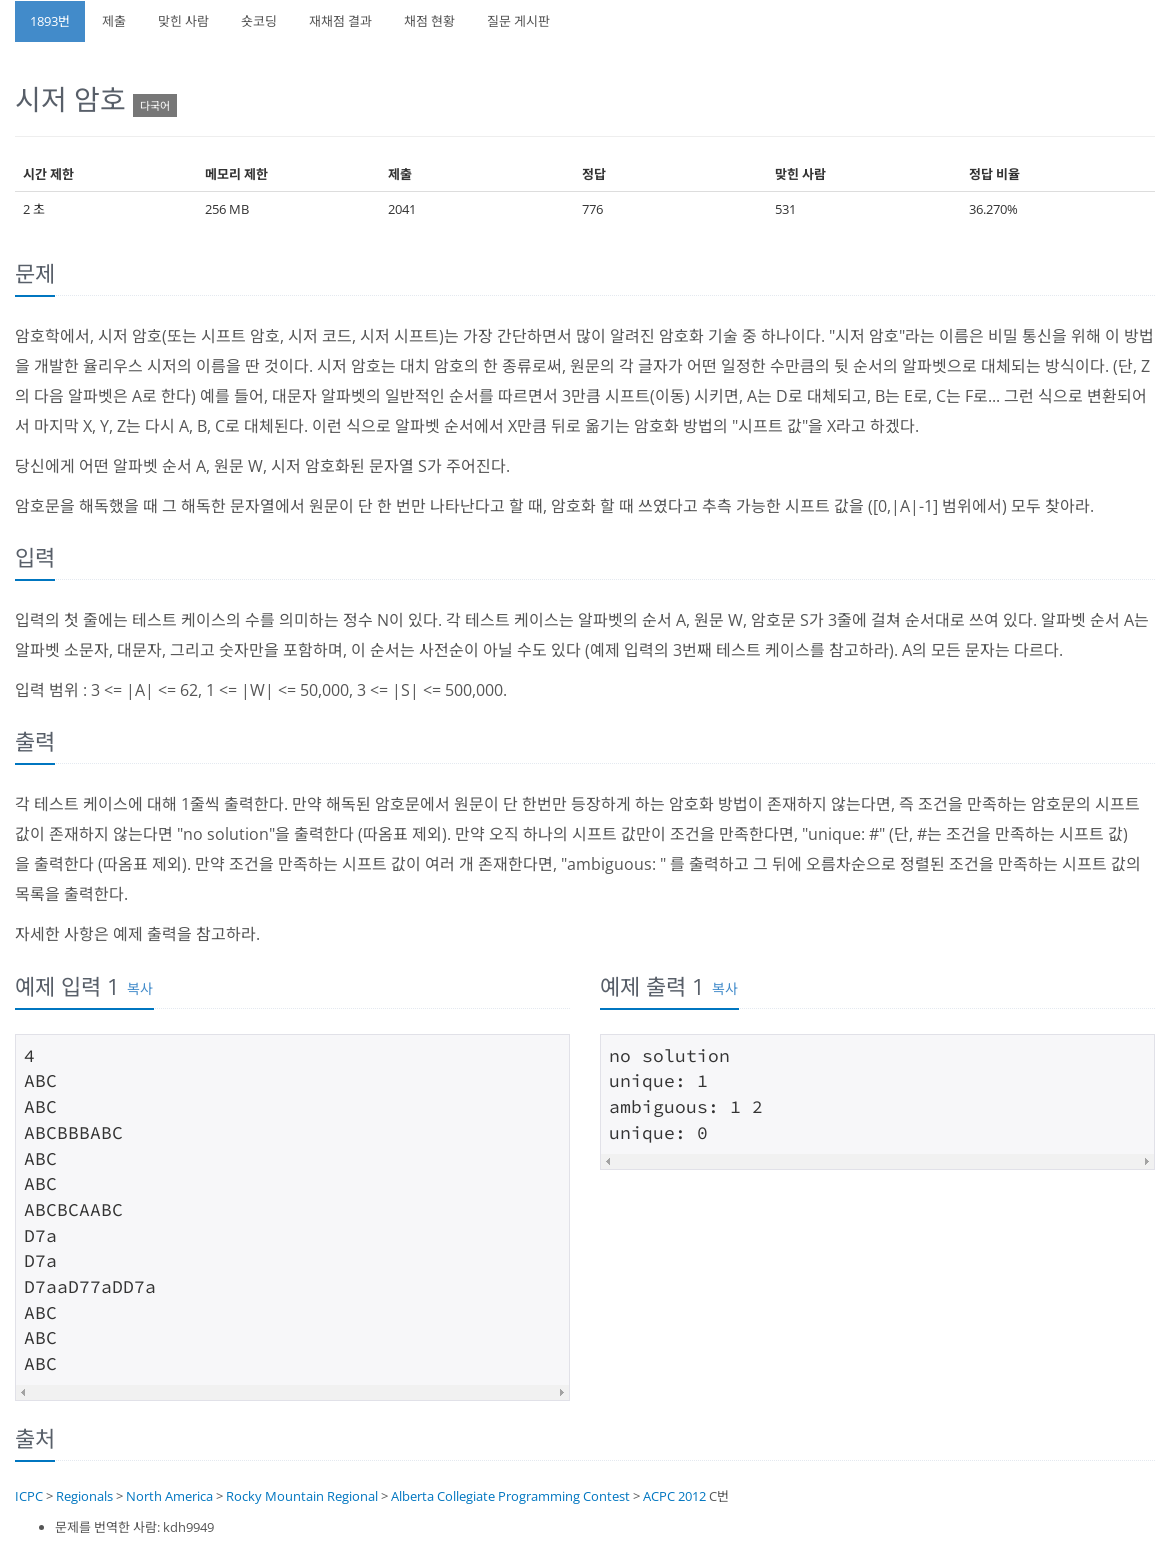 1893번 제출 맞힌 사람 숏코딩 재채점 결과 채점 현황 질문 게시판
시저 암호 다국어
시간 제한 메모리 제한 제출 정답 맞힌 사람 정답 비율
2 초 256 MB 2041 776 531 36.270%
문제
암호학에서, 시저 암호(또는 시프트 암호, 시저 코드, 시저 시프트)는 가장 간단하면서 많이 알려진 암호화 기술 중 하나이다. "시저 암호"라는 이름은 비밀 통신을 위해 이 방법
을 개발한 율리우스 시저의 이름을 딴 것이다. 시저 암호는 대치 암호의 한 종류로써, 원문의 각 글자가 어떤 일정한 수만큼의 뒷 순서의 알파벳으로 대체되는 방식이다. (단, Z
의 다음 알파벳은 A로 한다) 예를 들어, 대문자 알파벳의 일반적인 순서를 따르면서 3만큼 시프트(이동) 시키면, A는 D로 대체되고, B는 E로, C는 F로... 그런 식으로 변환되어
서 마지막 X, Y, Z는 다시 A, B, C로 대체된다. 이런 식으로 알파벳 순서에서 X만큼 뒤로 옮기는 암호화 방법의 "시프트 값"을 X라고 하겠다.
당신에게 어떤 알파벳 순서 A, 원문 W, 시저 암호화된 문자열 S가 주어진다.
암호문을 해독했을 때 그 해독한 문자열에서 원문이 단 한 번만 나타난다고 할 때, 암호화 할 때 쓰였다고 추측 가능한 시프트 값을 ([0,|A|-1] 범위에서) 모두 찾아라.
입력
입력의 첫 줄에는 테스트 케이스의 수를 의미하는 정수 N이 있다. 각 테스트 케이스는 알파벳의 순서 A, 원문 W, 암호문 S가 3줄에 걸쳐 순서대로 쓰여 있다. 알파벳 순서 A는
알파벳 소문자, 대문자, 그리고 숫자만을 포함하며, 이 순서는 사전순이 아닐 수도 있다 (예제 입력의 3번째 테스트 케이스를 참고하라). A의 모든 문자는 다르다.
입력 범위 : 3 <= |A| <= 62, 1 <= |W| <= 50,000, 3 <= |S| <= 500,000.
출력
각 테스트 케이스에 대해 1줄씩 출력한다. 만약 해독된 암호문에서 원문이 단 한번만 등장하게 하는 암호화 방법이 존재하지 않는다면, 즉 조건을 만족하는 암호문의 시프트
값이 존재하지 않는다면 "no solution"을 출력한다 (따옴표 제외). 만약 오직 하나의 시프트 값만이 조건을 만족한다면, "unique: #" (단, #는 조건을 만족하는 시프트 값)
을 출력한다 (따옴표 제외). 만약 조건을 만족하는 시프트 값이 여러 개 존재한다면, "ambiguous: " 를 출력하고 그 뒤에 오름차순으로 정렬된 조건을 만족하는 시프트 값의
목록을 출력한다.
자세한 사항은 예제 출력을 참고하라.
예제 입력 1 복사
4
ABC
ABC
ABCBBBABC
ABC
ABC
ABCBCAABC
D7a
D7a
D7aaD77aDD7a
ABC
ABC
ABC
예제 출력 1 복사
no solution
unique: 1
ambiguous: 1 2
unique: 0
출처
ICPC > Regionals > North America > Rocky Mountain Regional > Alberta Collegiate Programming Contest > ACPC 2012 C번
• 문제를 번역한 사람: kdh9949